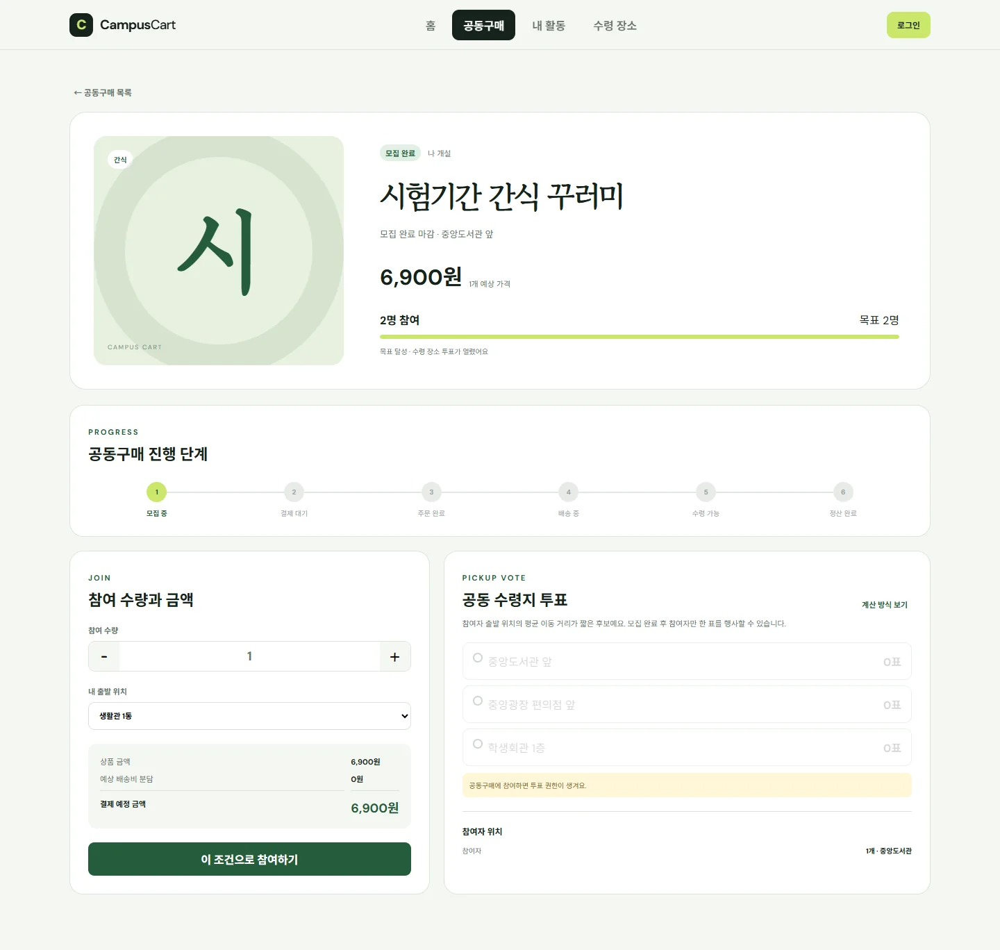 C CampusCart
홈 공동구매 내 활동 수령 장소
로그인
← 공동구매 목록
간식
시
CAMPUS CART
모집 완료 나 개설
시험기간 간식 꾸러미
모집 완료 마감 · 중앙도서관 앞
6,900원 1개 예상 가격
2명 참여 목표 2명
목표 달성 · 수령 장소 투표가 열렸어요
PROGRESS
공동구매 진행 단계
1 2 3 4 5 6
모집 중 결제 대기 주문 완료 배송 중 수령 가능 정산 완료
JOIN
참여 수량과 금액
참여 수량
- 1 +
내 출발 위치
생활관 1동
상품 금액 6,900원
예상 배송비 분담 0원
결제 예정 금액 6,900원
이 조건으로 참여하기
PICKUP VOTE
공동 수령지 투표
계산 방식 보기
참여자 출발 위치의 평균 이동 거리가 짧은 후보예요. 모집 완료 후 참여자만 한 표를 행사할 수 있습니다.
중앙도서관 앞 0표
중앙광장 편의점 앞 0표
학생회관 1층 0표
공동구매에 참여하면 투표 권한이 생겨요.
참여자 위치
참여자 1개 · 중앙도서관